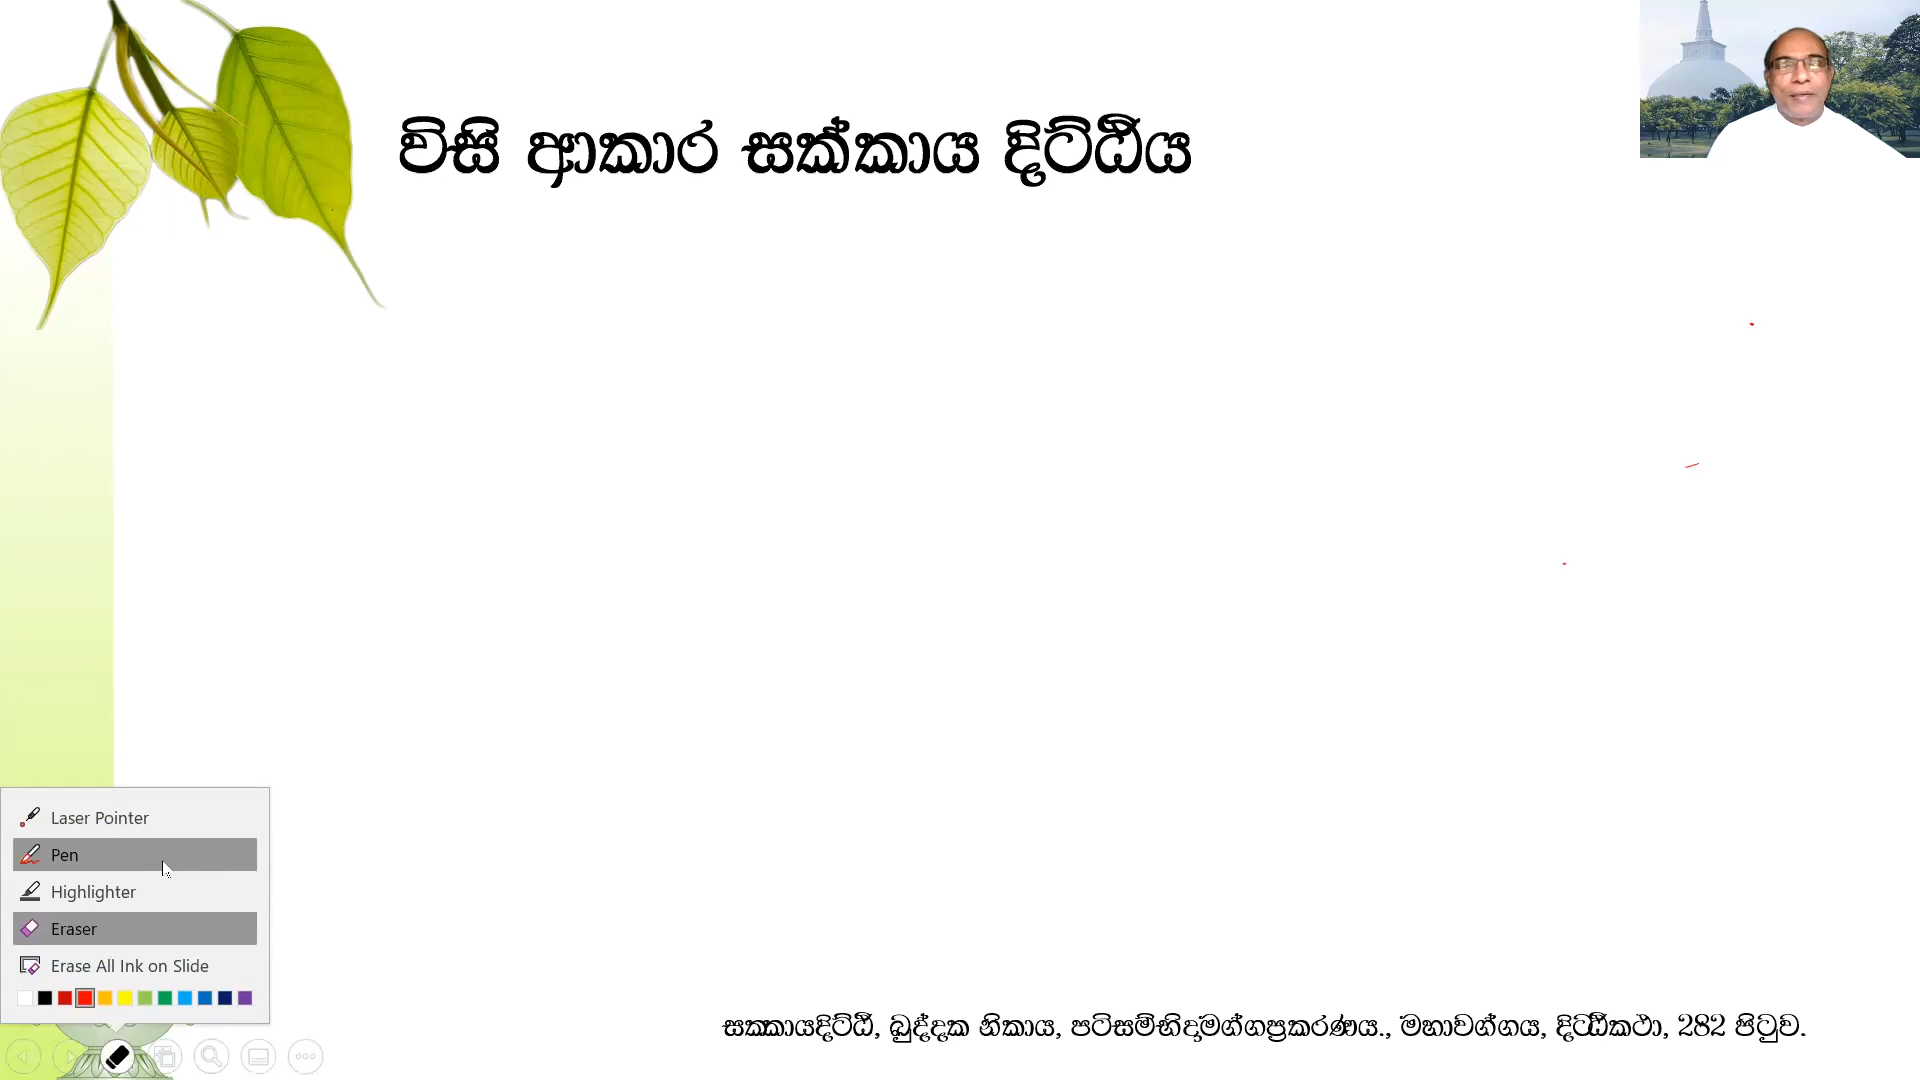 විසි ආකාර සක්කාය දිට්ඨිය
Laser Pointer
Pen
Highlighter
Eraser
Erase All Ink on Slide
සක්කායදිට්ඨි, ඛුද්දක නිකාය, පටිසම්භිදාමග්ගප්‍රකරණය., මහාවග්ගය, දිට්ඨිකථා, 282 පිටුව.